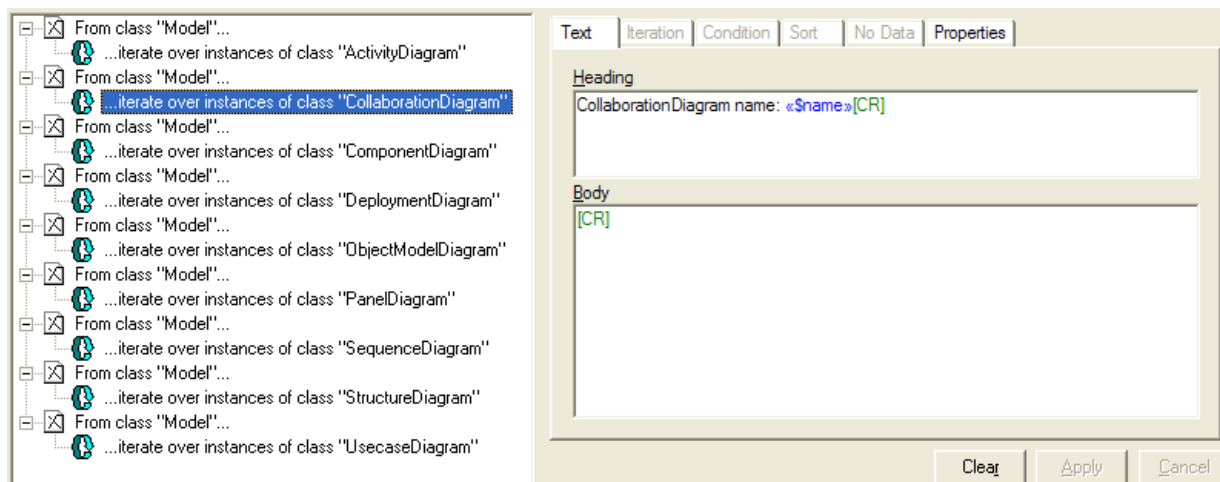 From class "Model"...
...iterate over instances of class "ActivityDiagram"
From class "Model"...
...iterate over instances of class "CollaborationDiagram"
From class "Model"...
...iterate over instances of class "ComponentDiagram"
From class "Model"...
...iterate over instances of class "DeploymentDiagram"
From class "Model"...
...iterate over instances of class "ObjectModelDiagram"
From class "Model"...
...iterate over instances of class "PanelDiagram"
From class "Model"...
...iterate over instances of class "SequenceDiagram"
From class "Model"...
...iterate over instances of class "StructureDiagram"
From class "Model"...
...iterate over instances of class "UsecaseDiagram"
Text Iteration Condition Sort No Data Properties
Heading
CollaborationDiagram name: «$name»[CR]
Body
[CR]
Clear Apply Cancel